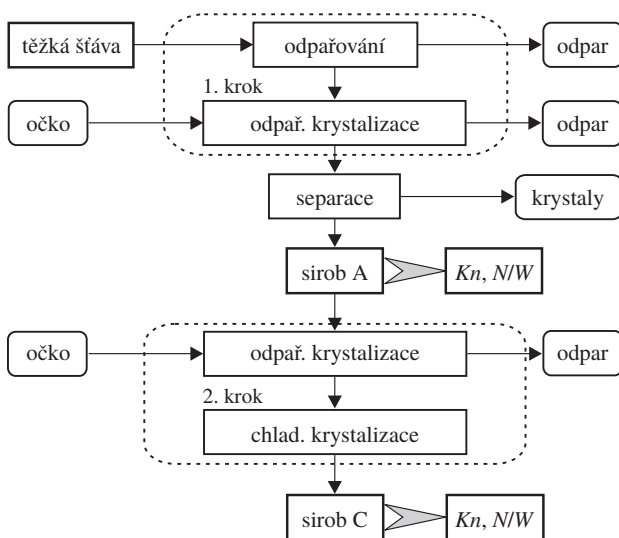 těžká šťáva
odpařování
odpar
1. krok
očko
odpař. krystalizace
odpar
separace
krystaly
sirob A
Kn, N/W
očko
odpař. krystalizace
odpar
2. krok
chlad. krystalizace
sirob C
Kn, N/W